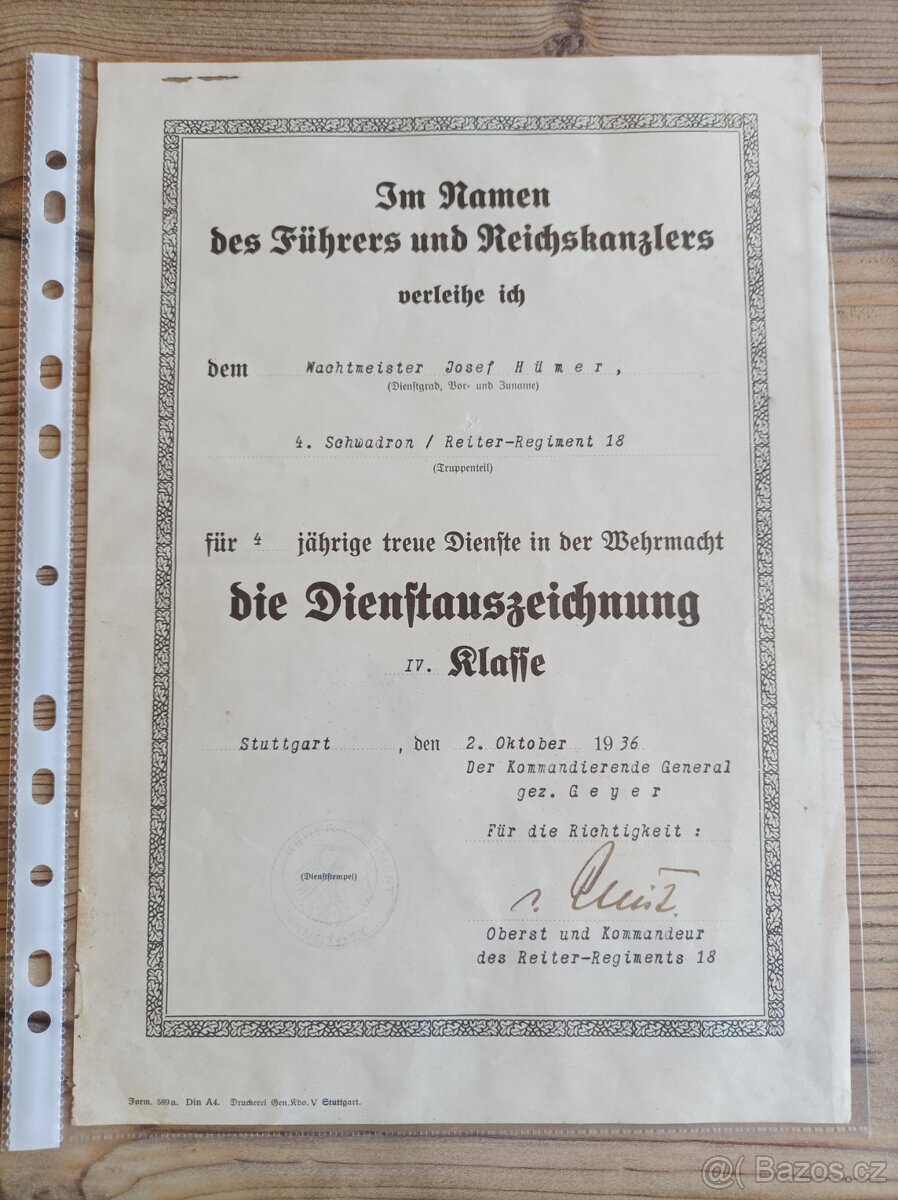 Im Namen
des Führers und Reichskanzlers
verleihe ich
dem Wachtmeister Josef Hümer,
(Dienstgrad, Vor- und Zuname)
4. Schwadron / Reiter-Regiment 18
(Truppenteil)
für 4 jährige treue Dienste in der Wehrmacht
die Dienstauszeichnung
IV. Klasse
Stuttgart, den 2. Oktober 1936
Der Kommandierende General
gez. Geyer
Für die Richtigkeit:
(Dienststempel)
Oberst und Kommandeur
des Reiter-Regiments 18
Form. 589a. Din A4. Druckerei Gen.Kdo. V Stuttgart.
@ Bazos.cz